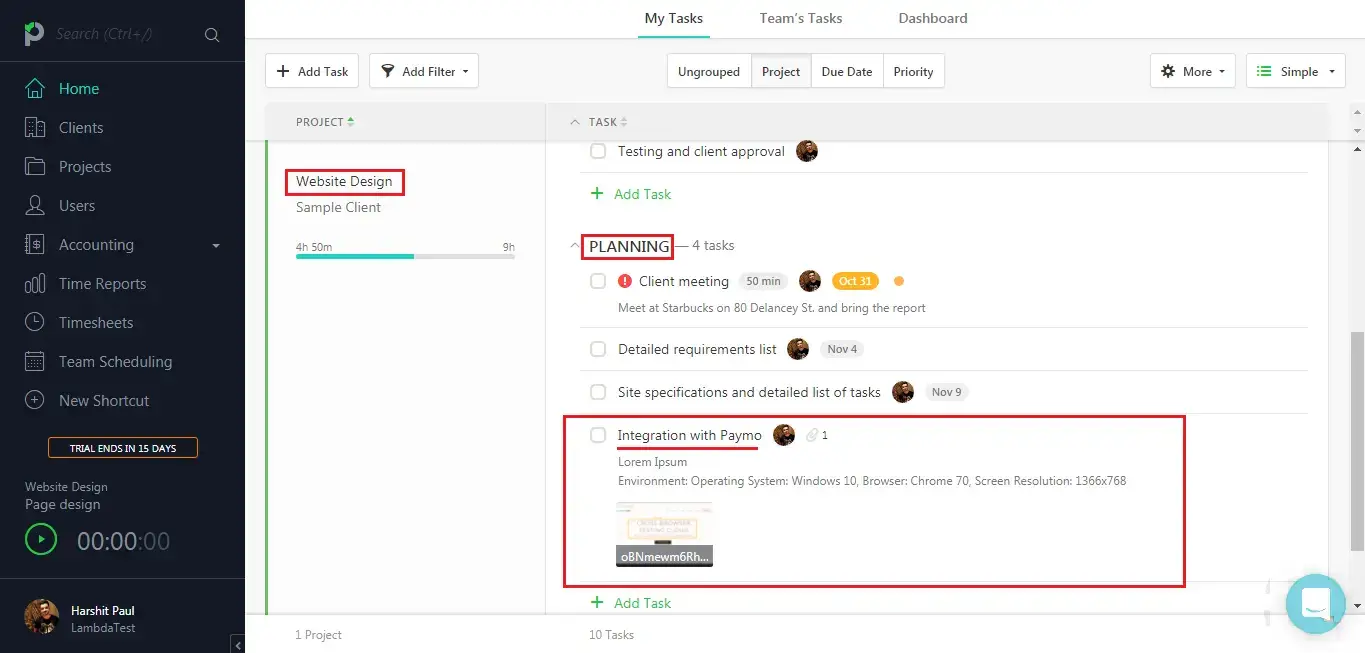 Search (Ctrl+/)
Home
Clients
Projects
Users
Accounting
Time Reports
Timesheets
Team Scheduling
New Shortcut
TRIAL ENDS IN 15 DAYS
Website Design
Page design
00:00:00
Harshit Paul
LambdaTest
My Tasks Team's Tasks Dashboard
Add Task Add Filter Ungrouped Project Due Date Priority More Simple
PROJECT TASK
Website Design
Sample Client
4h 50m 9h
Testing and client approval
+ Add Task
PLANNING — 4 tasks
Client meeting 50 min Oct 31
Meet at Starbucks on 80 Delancey St. and bring the report
Detailed requirements list Nov 4
Site specifications and detailed list of tasks Nov 9
Integration with Paymo 1
Lorem Ipsum
Environment: Operating System: Windows 10, Browser: Chrome 70, Screen Resolution: 1366x768
oBNmewm6Rh...
+ Add Task
1 Project 10 Tasks